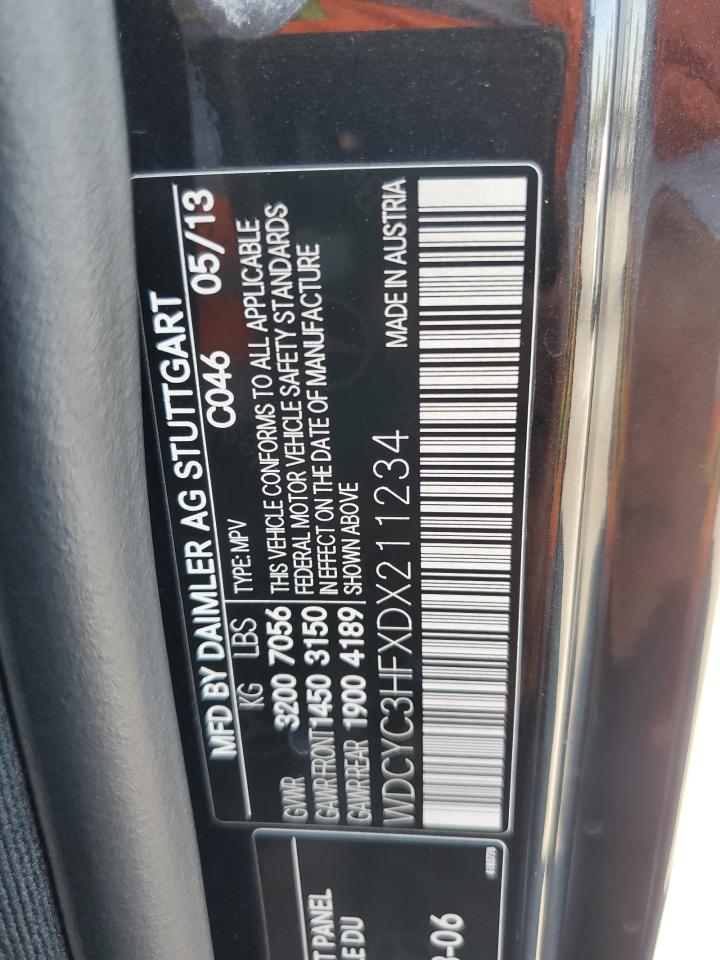 MFD BY DAIMLER AG STUTTGART
C046 05/13
KG LBS TYPE: MPV
GVWR 3200 7056 THIS VEHICLE CONFORMS TO ALL APPLICABLE
FEDERAL MOTOR VEHICLE SAFETY STANDARDS
GAWR FRONT 1450 3150 IN EFFECT ON THE DATE OF MANUFACTURE
GAWR REAR 1900 4189 SHOWN ABOVE
MADE IN AUSTRIA
WDCYC3HFXDX211234
T PANEL
LE DU
-06